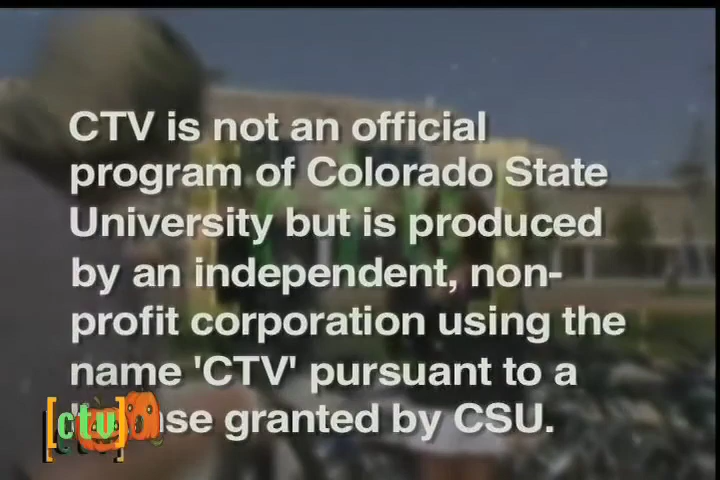 CTV is not an official
program of Colorado State
University but is produced
by an independent, non-
profit corporation using the
name 'CTV' pursuant to a
granted by CSU.
[ctv]